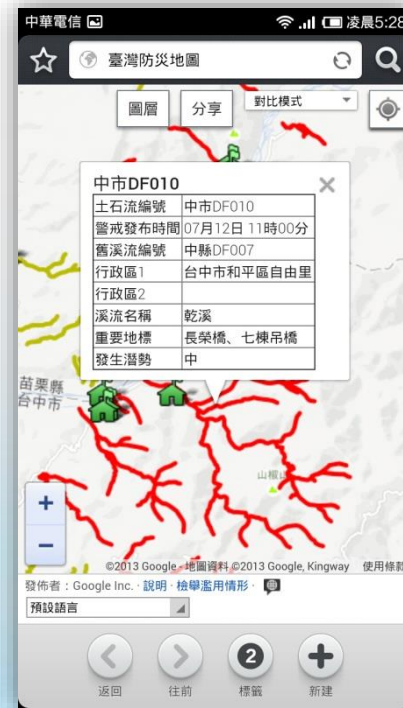 中華電信 凌晨5:28
臺灣防災地圖
圖層 分享 對比模式
中市DF010
土石流編號 中市DF010
警戒發布時間 07月12日 11時00分
舊溪流編號 中縣DF007
行政區1 台中市和平區自由里
行政區2
溪流名稱 乾溪
重要地標 長榮橋、七棟吊橋
發生潛勢 中
苗栗縣
台中市
+
−
©2013 Google - 地圖資料 ©2013 Google, Kingway 使用條款
發佈者：Google Inc. · 說明 · 檢舉濫用情形 ·
預設語言
2
返回 往前 標籤 新建